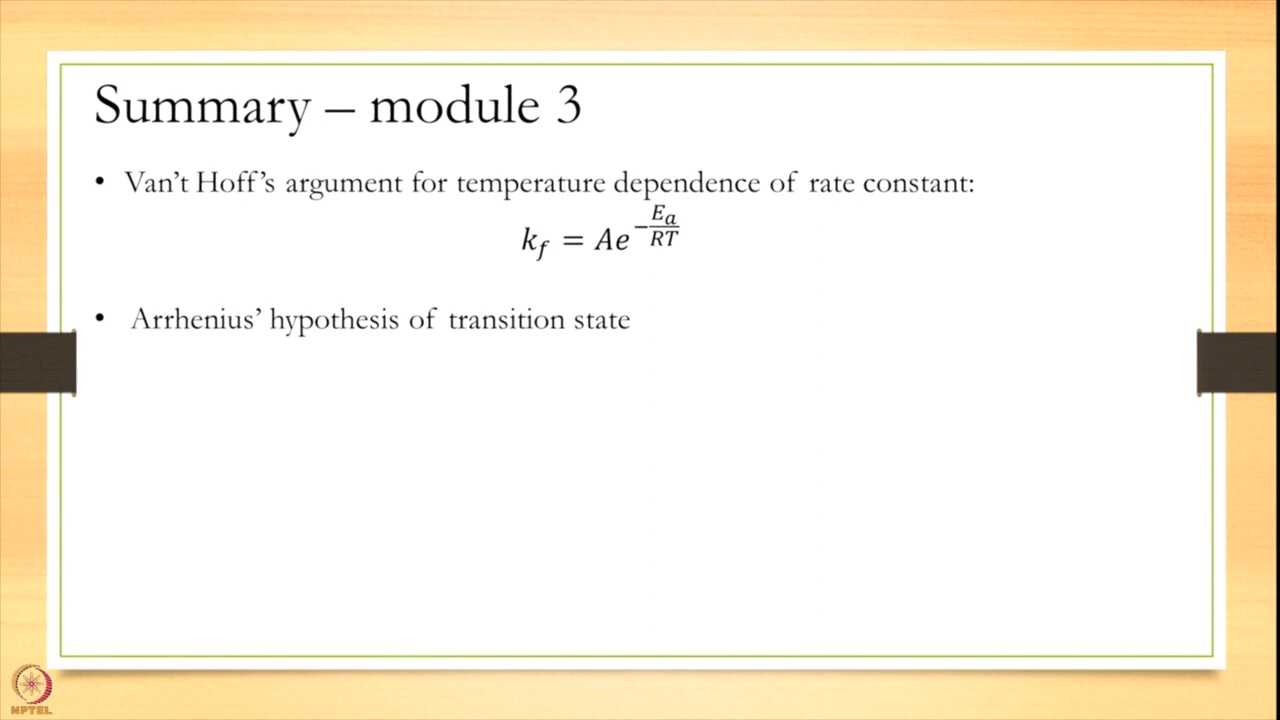 Summary – module 3
• Van’t Hoff’s argument for temperature dependence of rate constant:
k_f = Ae^{-\frac{E_a}{RT}}
• Arrhenius’ hypothesis of transition state
NPTEL